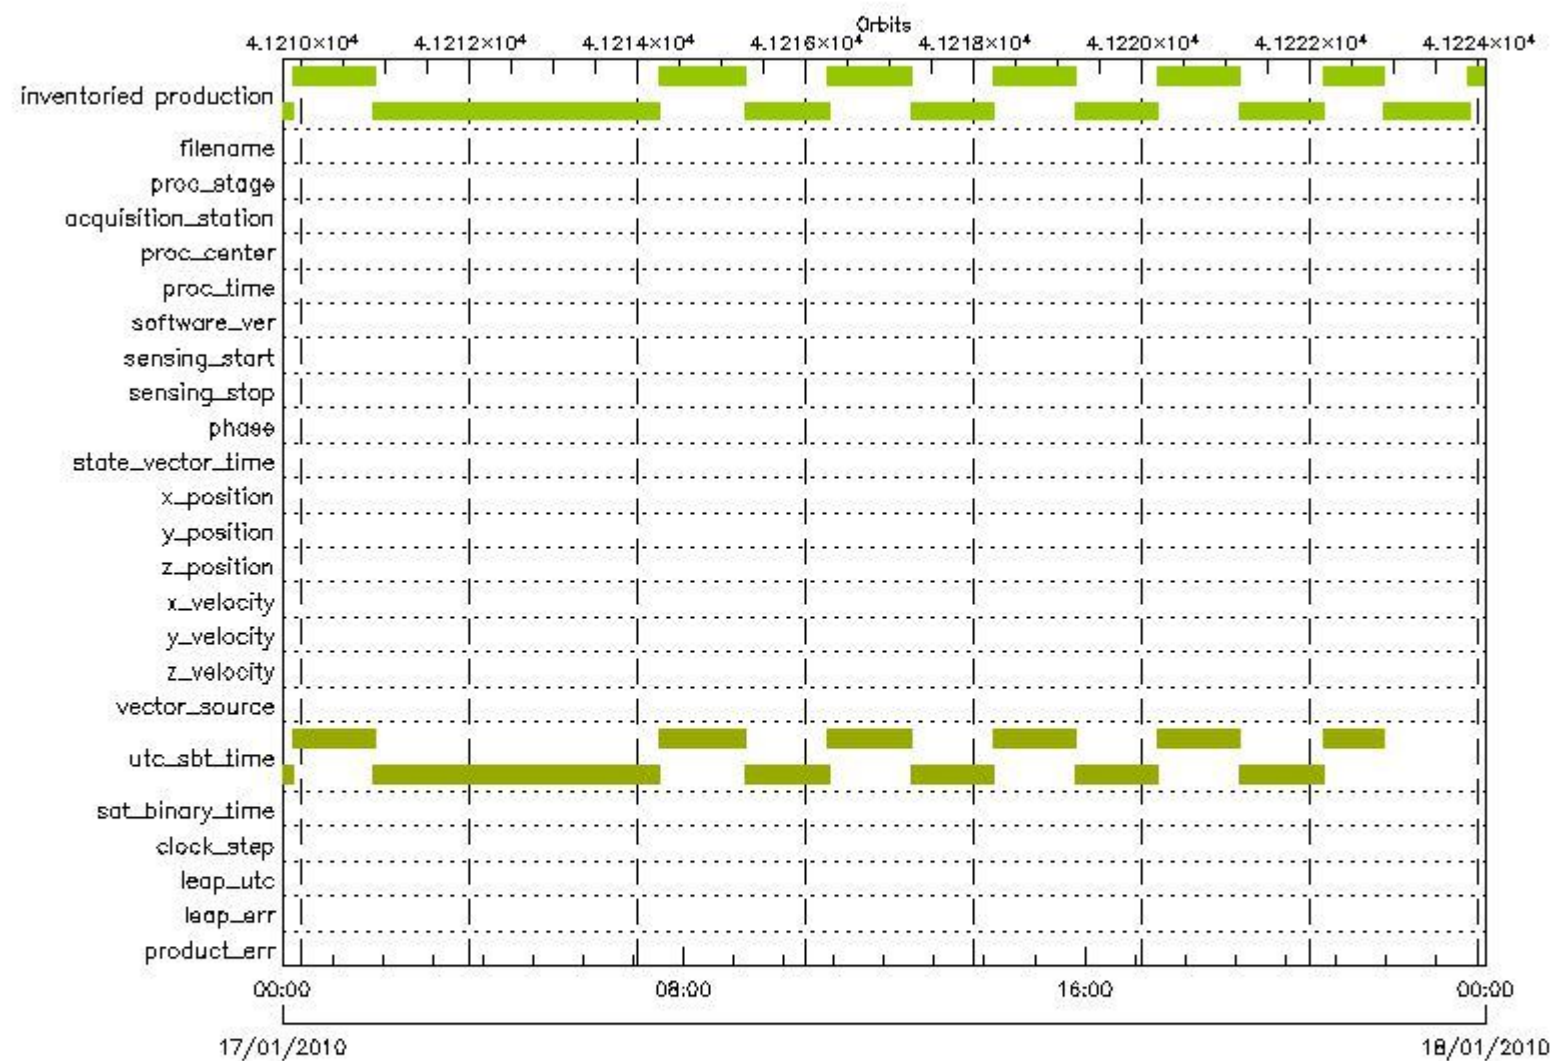 Orbits
4.1210×10⁴ 4.1212×10⁴ 4.1214×10⁴ 4.1216×10⁴ 4.1218×10⁴ 4.1220×10⁴ 4.1222×10⁴ 4.1224×10⁴
inventoried production
filename
proc_stage
acquisition_station
proc_center
proc_time
software_ver
sensing_start
sensing_stop
phase
state_vector_time
x_position
y_position
z_position
x_velocity
y_velocity
z_velocity
vector_source
utc_sbt_time
sat_binary_time
clock_step
leap_utc
leap_err
product_err
00:00 08:00 16:00 00:00
17/01/2010 18/01/2010